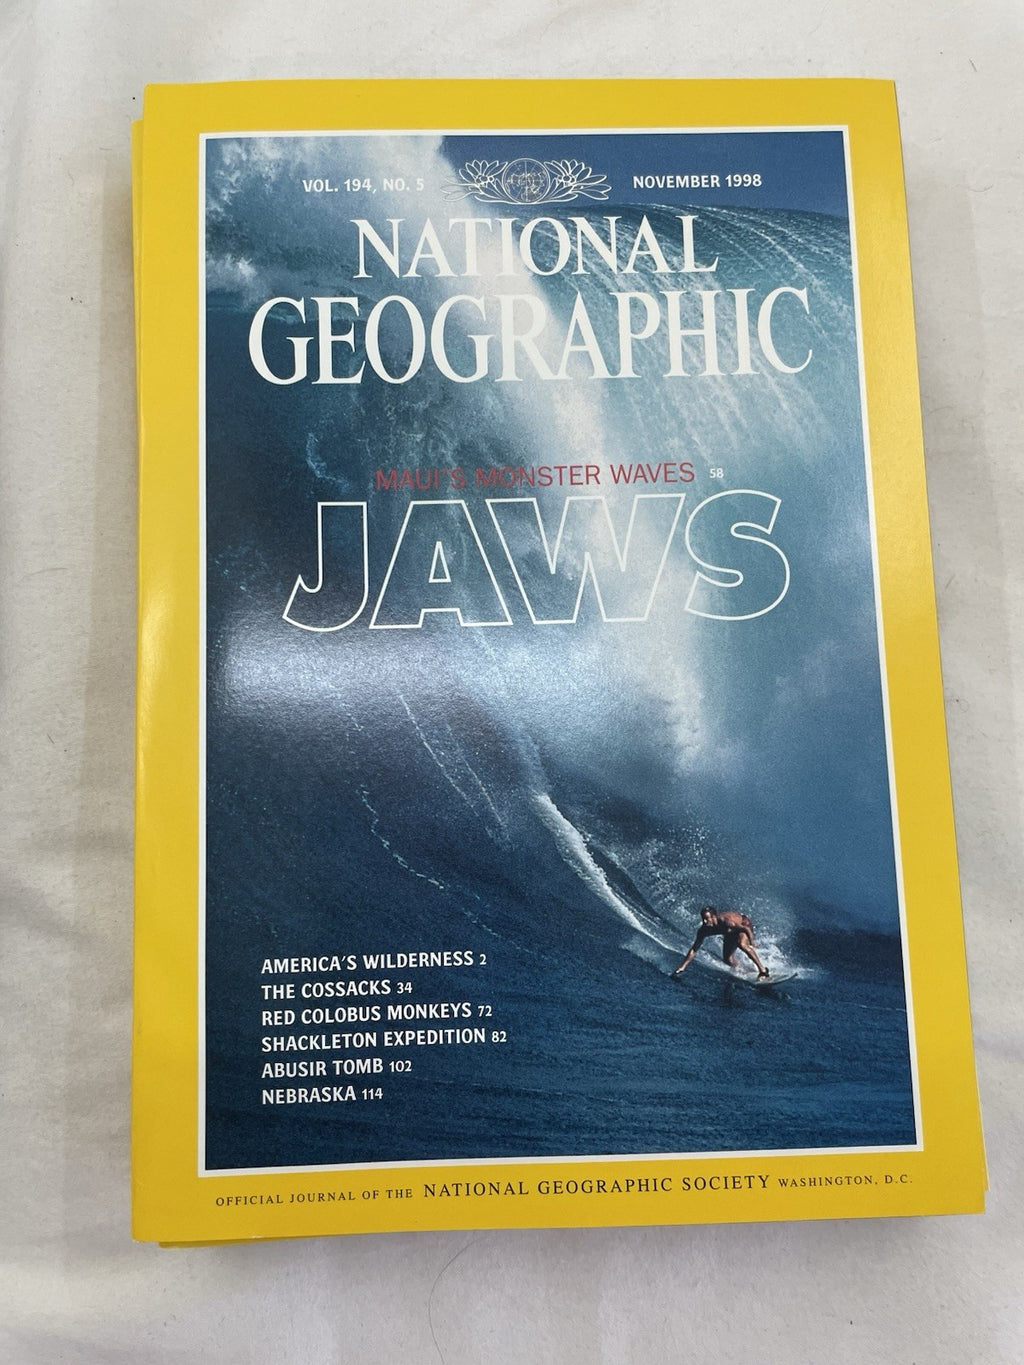 VOL. 194, NO. 5
NOVEMBER 1998
NATIONAL
GEOGRAPHIC
MAUI'S MONSTER WAVES 58
JAWS
AMERICA'S WILDERNESS 2
THE COSSACKS 34
RED COLOBUS MONKEYS 72
SHACKLETON EXPEDITION 82
ABUSIR TOMB 102
NEBRASKA 114
OFFICIAL JOURNAL OF THE NATIONAL GEOGRAPHIC SOCIETY WASHINGTON, D.C.